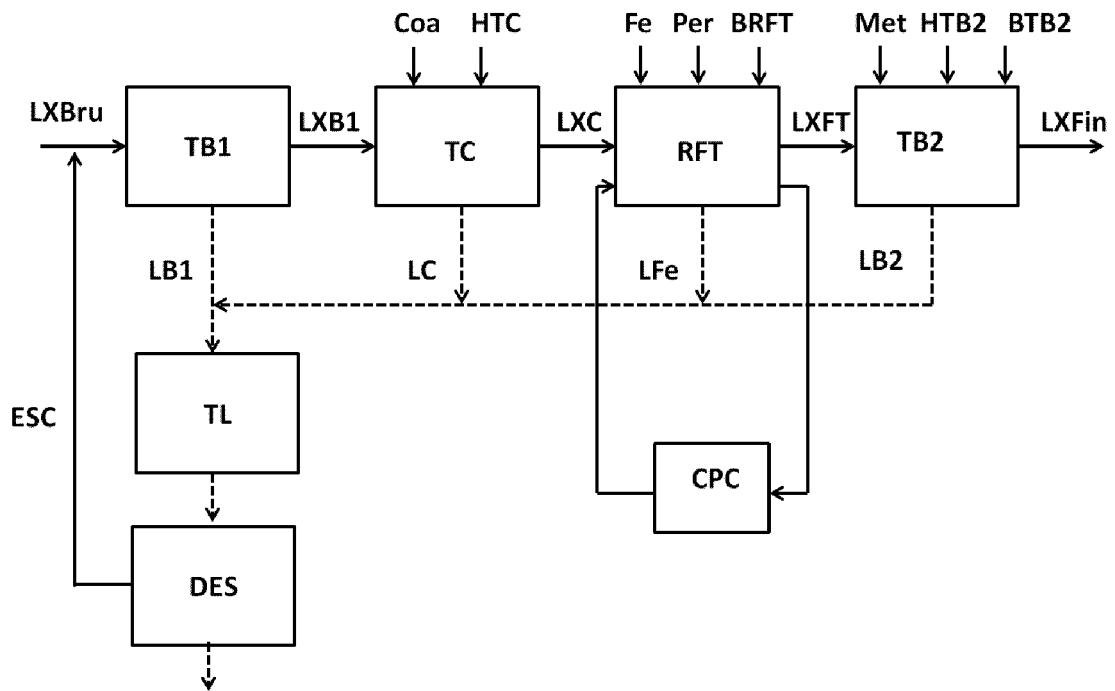 Coa HTC Fe Per BRFT Met HTB2 BTB2
LXBru LXB1 LXC LXFT LXFin
TB1 TC RFT TB2
LB1 LC LFe LB2
TL
ESC
CPC
DES